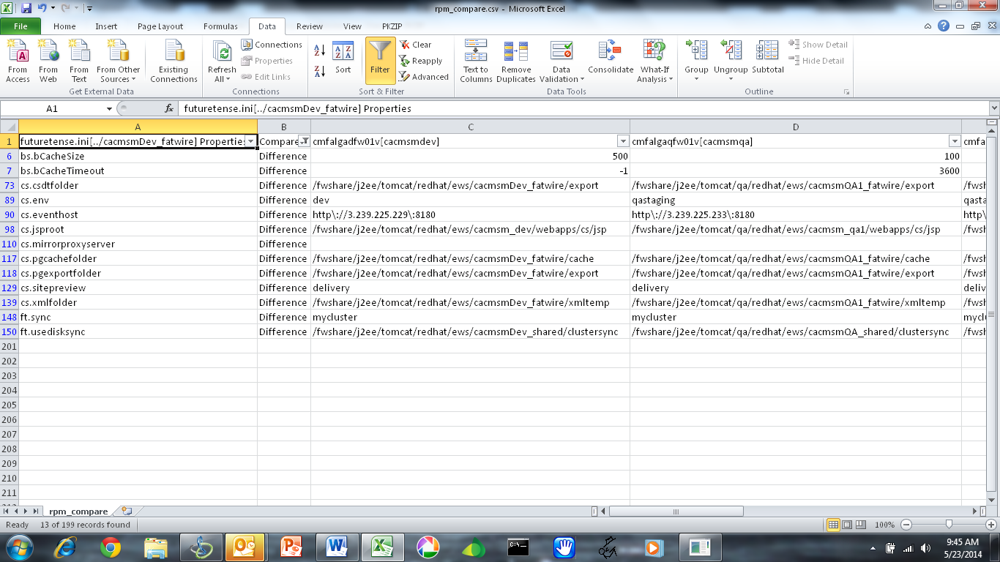 rpm_compare.csv - Microsoft Excel
File Home Insert Page Layout Formulas Data Review View PKZIP
From Access From Web From Text From Other Sources Existing Connections Refresh All Connections Properties Edit Links Sort Filter Clear Reapply Advanced Text to Columns Remove Duplicates Data Validation Consolidate What-If Analysis Group Ungroup Subtotal Show Detail Hide Detail
Get External Data Connections Sort & Filter Data Tools Outline
A1 fx futuretense.ini[../cacmsmDev_fatwire] Properties
A B C D
1 futuretense.ini[../cacmsmDev_fatwire] Properties Compare cmfalgadfw01v[cacmsmdev] cmfalgaqfw01v[cacmsmqa] cmfa
6 bs.bCacheSize Difference 500 100
7 bs.bCacheTimeout Difference -1 3600
73 cs.csdtfolder Difference /fwshare/j2ee/tomcat/redhat/ews/cacmsmDev_fatwire/export /fwshare/j2ee/tomcat/qa/redhat/ews/cacmsmQA1_fatwire/export /fwsh
89 cs.env Difference dev qastaging qasta
90 cs.eventhost Difference http\://3.239.225.229\:8180 http\://3.239.225.233\:8180 http\
98 cs.jsproot Difference /fwshare/j2ee/tomcat/redhat/ews/cacmsm_dev/webapps/cs/jsp /fwshare/j2ee/tomcat/qa/redhat/ews/cacmsm_qa1/webapps/cs/jsp /fwsh
110 cs.mirrorproxyserver Difference
117 cs.pgcachefolder Difference /fwshare/j2ee/tomcat/redhat/ews/cacmsmDev_fatwire/cache /fwshare/j2ee/tomcat/qa/redhat/ews/cacmsmQA1_fatwire/cache /fwsh
118 cs.pgexportfolder Difference /fwshare/j2ee/tomcat/redhat/ews/cacmsmDev_fatwire/export /fwshare/j2ee/tomcat/qa/redhat/ews/cacmsmQA1_fatwire/export /fwsh
129 cs.sitepreview Difference delivery delivery deliv
139 cs.xmlfolder Difference /fwshare/j2ee/tomcat/redhat/ews/cacmsmDev_fatwire/xmltemp /fwshare/j2ee/tomcat/qa/redhat/ews/cacmsmQA1_fatwire/xmltemp /fwsh
148 ft.sync Difference mycluster mycluster mycl
150 ft.usedisksync Difference /fwshare/j2ee/tomcat/redhat/ews/cacmsmDev_shared/clustersync /fwshare/j2ee/tomcat/qa/redhat/ews/cacmsmQA_shared/clustersync /fwsh
201
202
203
204
205
206
207
208
209
210
211
rpm_compare
Ready 13 of 199 records found 100%
9:45 AM
5/23/2014